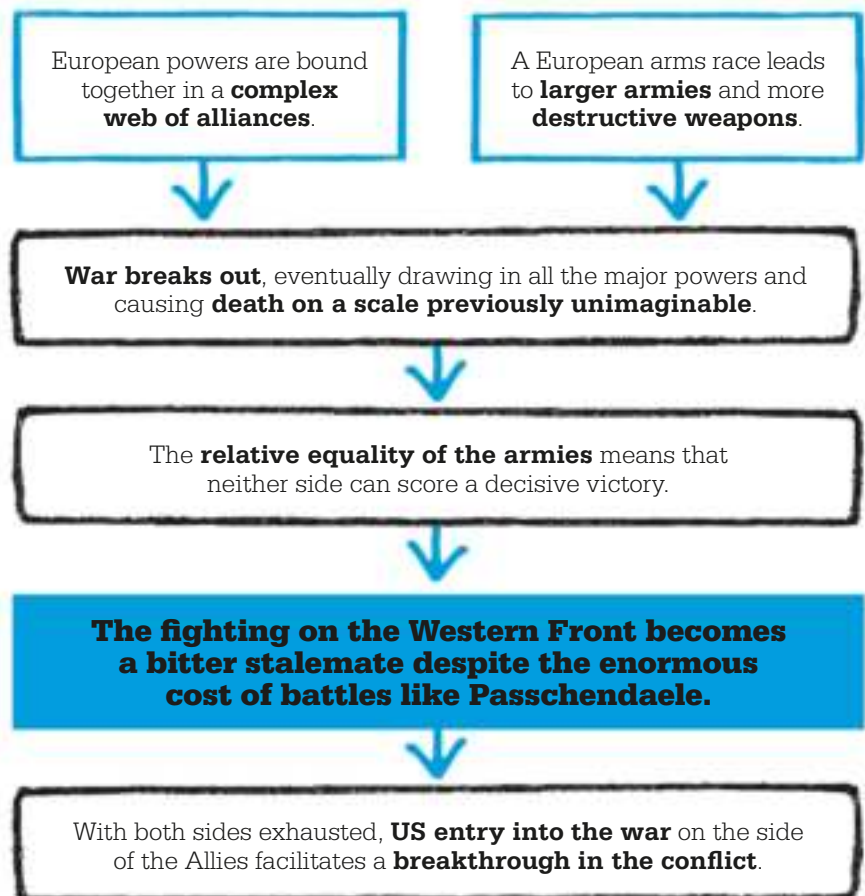 European powers are bound
together in a complex
web of alliances.
A European arms race leads
to larger armies and more
destructive weapons.
War breaks out, eventually drawing in all the major powers and
causing death on a scale previously unimaginable.
The relative equality of the armies means that
neither side can score a decisive victory.
The fighting on the Western Front becomes
a bitter stalemate despite the enormous
cost of battles like Passchendaele.
With both sides exhausted, US entry into the war on the side
of the Allies facilitates a breakthrough in the conflict.